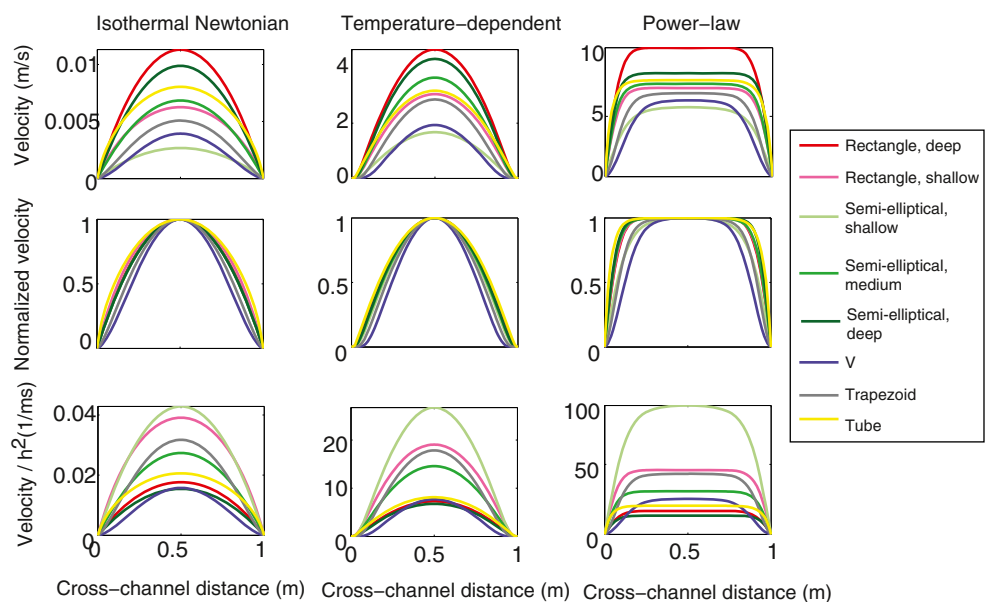 Isothermal Newtonian
Temperature−dependent
Power−law
Velocity (m/s)
0.01
0.005
0
4
2
0
10
5
0
Normalized velocity
1
0.5
0
1
0.5
0
1
0.5
0
Velocity / h2(1/ms)
0.04
0.02
0
20
10
0
100
50
0
0
0.5
1
0
0.5
1
0
0.5
1
Cross−channel distance (m)
Cross−channel distance (m)
Cross−channel distance (m)
Rectangle, deep
Rectangle, shallow
Semi-elliptical,
shallow
Semi-elliptical,
medium
Semi-elliptical,
deep
V
Trapezoid
Tube